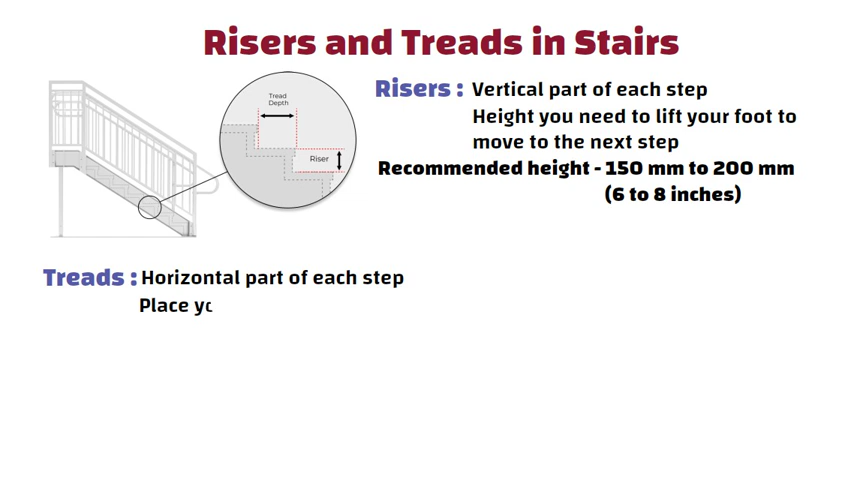 Risers and Treads in Stairs
Tread
Depth
Riser
Risers : Vertical part of each step
Height you need to lift your foot to
move to the next step
Recommended height - 150 mm to 200 mm
(6 to 8 inches)
Treads : Horizontal part of each step
Place